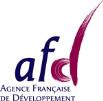 afd
AGENCE FRANÇAISE
DE DÉVELOPPEMENT